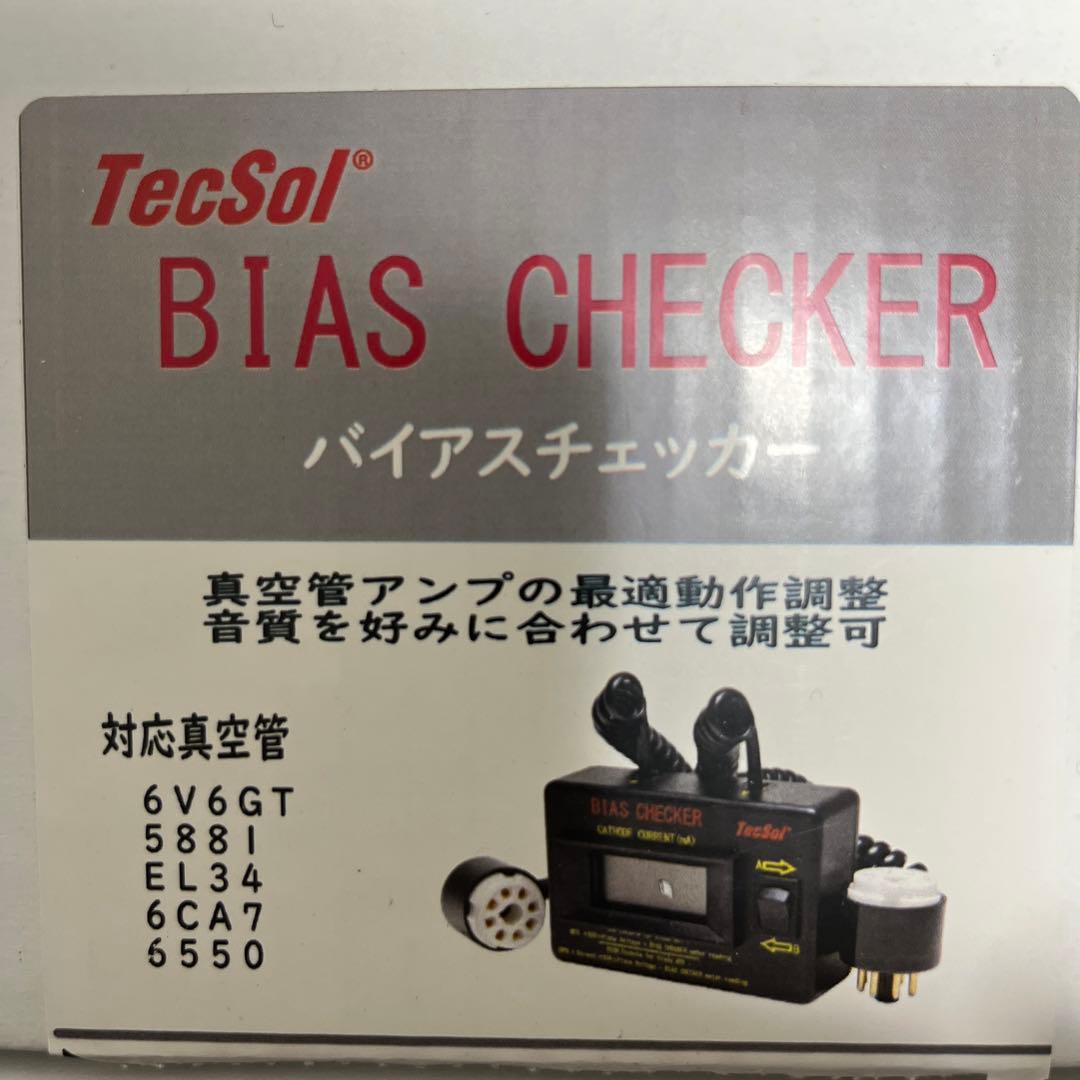 TecSol®
BIAS CHECKER
バイアスチェッカー
真空管アンプの最適動作調整
音質を好みに合わせて調整可
対応真空管
6V6GT
5881
EL34
6CA7
6550
BIAS CHECKER
CATHODE CURRENT(mA)
TecSol
A
B